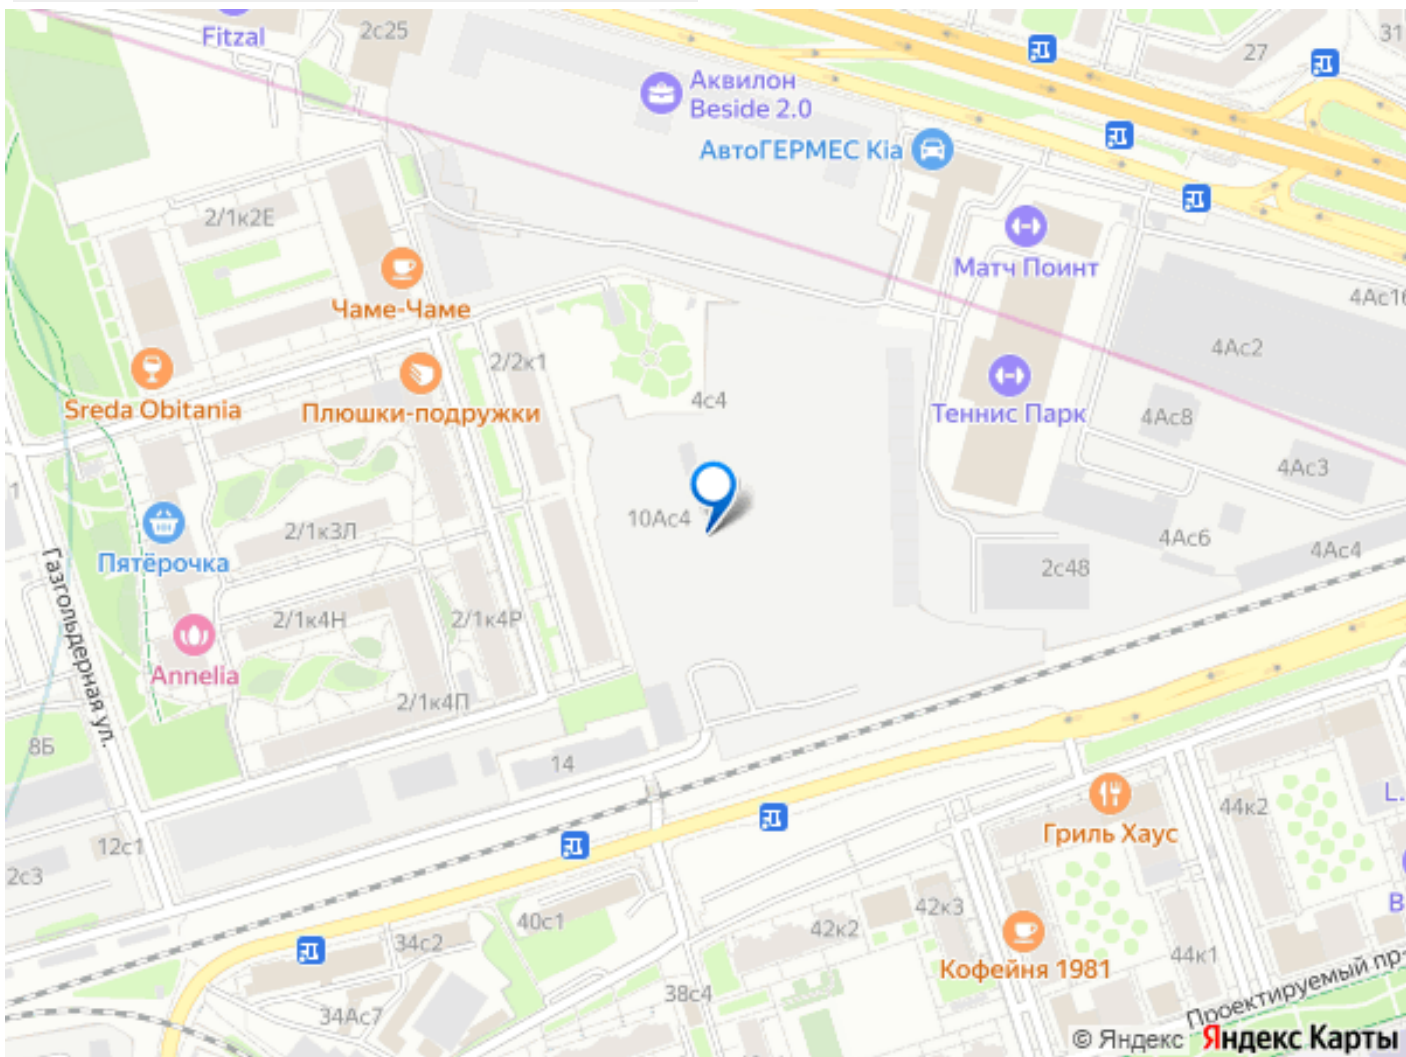 Fitzal
2с25
27
31
Аквилон
Beside 2.0
АвтоГЕРМЕС Kia
2/1к2Е
Матч Поинт
4Ас16
Чаме-Чаме
2/2к1
4Ас2
Sreda Obitania
Плюшки-подружки
4с4
Теннис Парк
4Ас8
4Ас3
1
10Ас4
2/1к3Л
4Ас6
4Ас4
Пятёрочка
2с48
Газгольдерная ул.
2/1к4Н
2/1к4Р
Annelia
2/1к4П
8Б
14
L.
44к2
Гриль Хаус
12с1
2с3
В
42к3
40с1
42к2
34с2
44к1
Кофейня 1981
38с4
Проектируемый пр-
34Ас7
© Яндекс Яндекс Карты